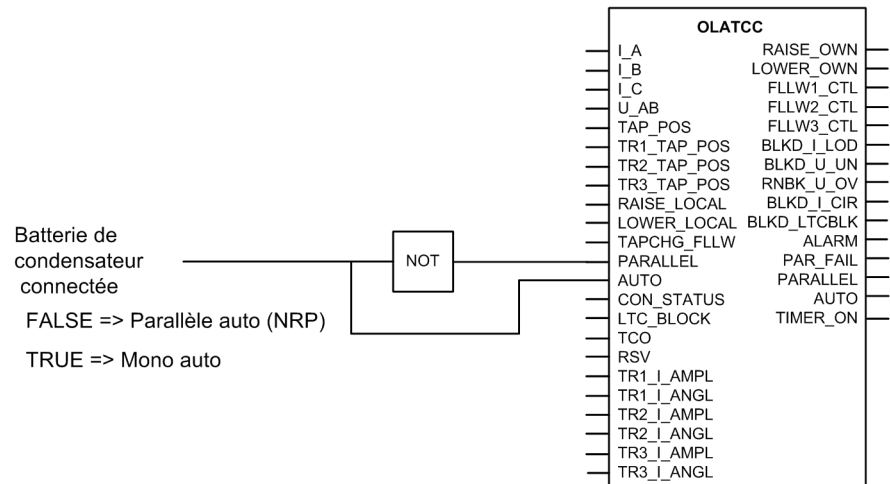 OLATCC
I_A RAISE_OWN
I_B LOWER_OWN
I_C FLLW1_CTL
U_AB FLLW2_CTL
TAP_POS FLLW3_CTL
TR1_TAP_POS BLKD_I_LOD
TR2_TAP_POS BLKD_U_UN
TR3_TAP_POS RNBK_U_OV
RAISE_LOCAL BLKD_I_CIR
LOWER_LOCAL BLKD_LTCBLK
TAPCHG_FLLW ALARM
PARALLEL PAR_FAIL
AUTO PARALLEL
CON_STATUS AUTO
LTC_BLOCK TIMER_ON
TCO
RSV
TR1_I_AMPL
TR1_I_ANGL
TR2_I_AMPL
TR2_I_ANGL
TR3_I_AMPL
TR3_I_ANGL
NOT
Batterie de
condensateur
connectée
FALSE => Parallèle auto (NRP)
TRUE => Mono auto